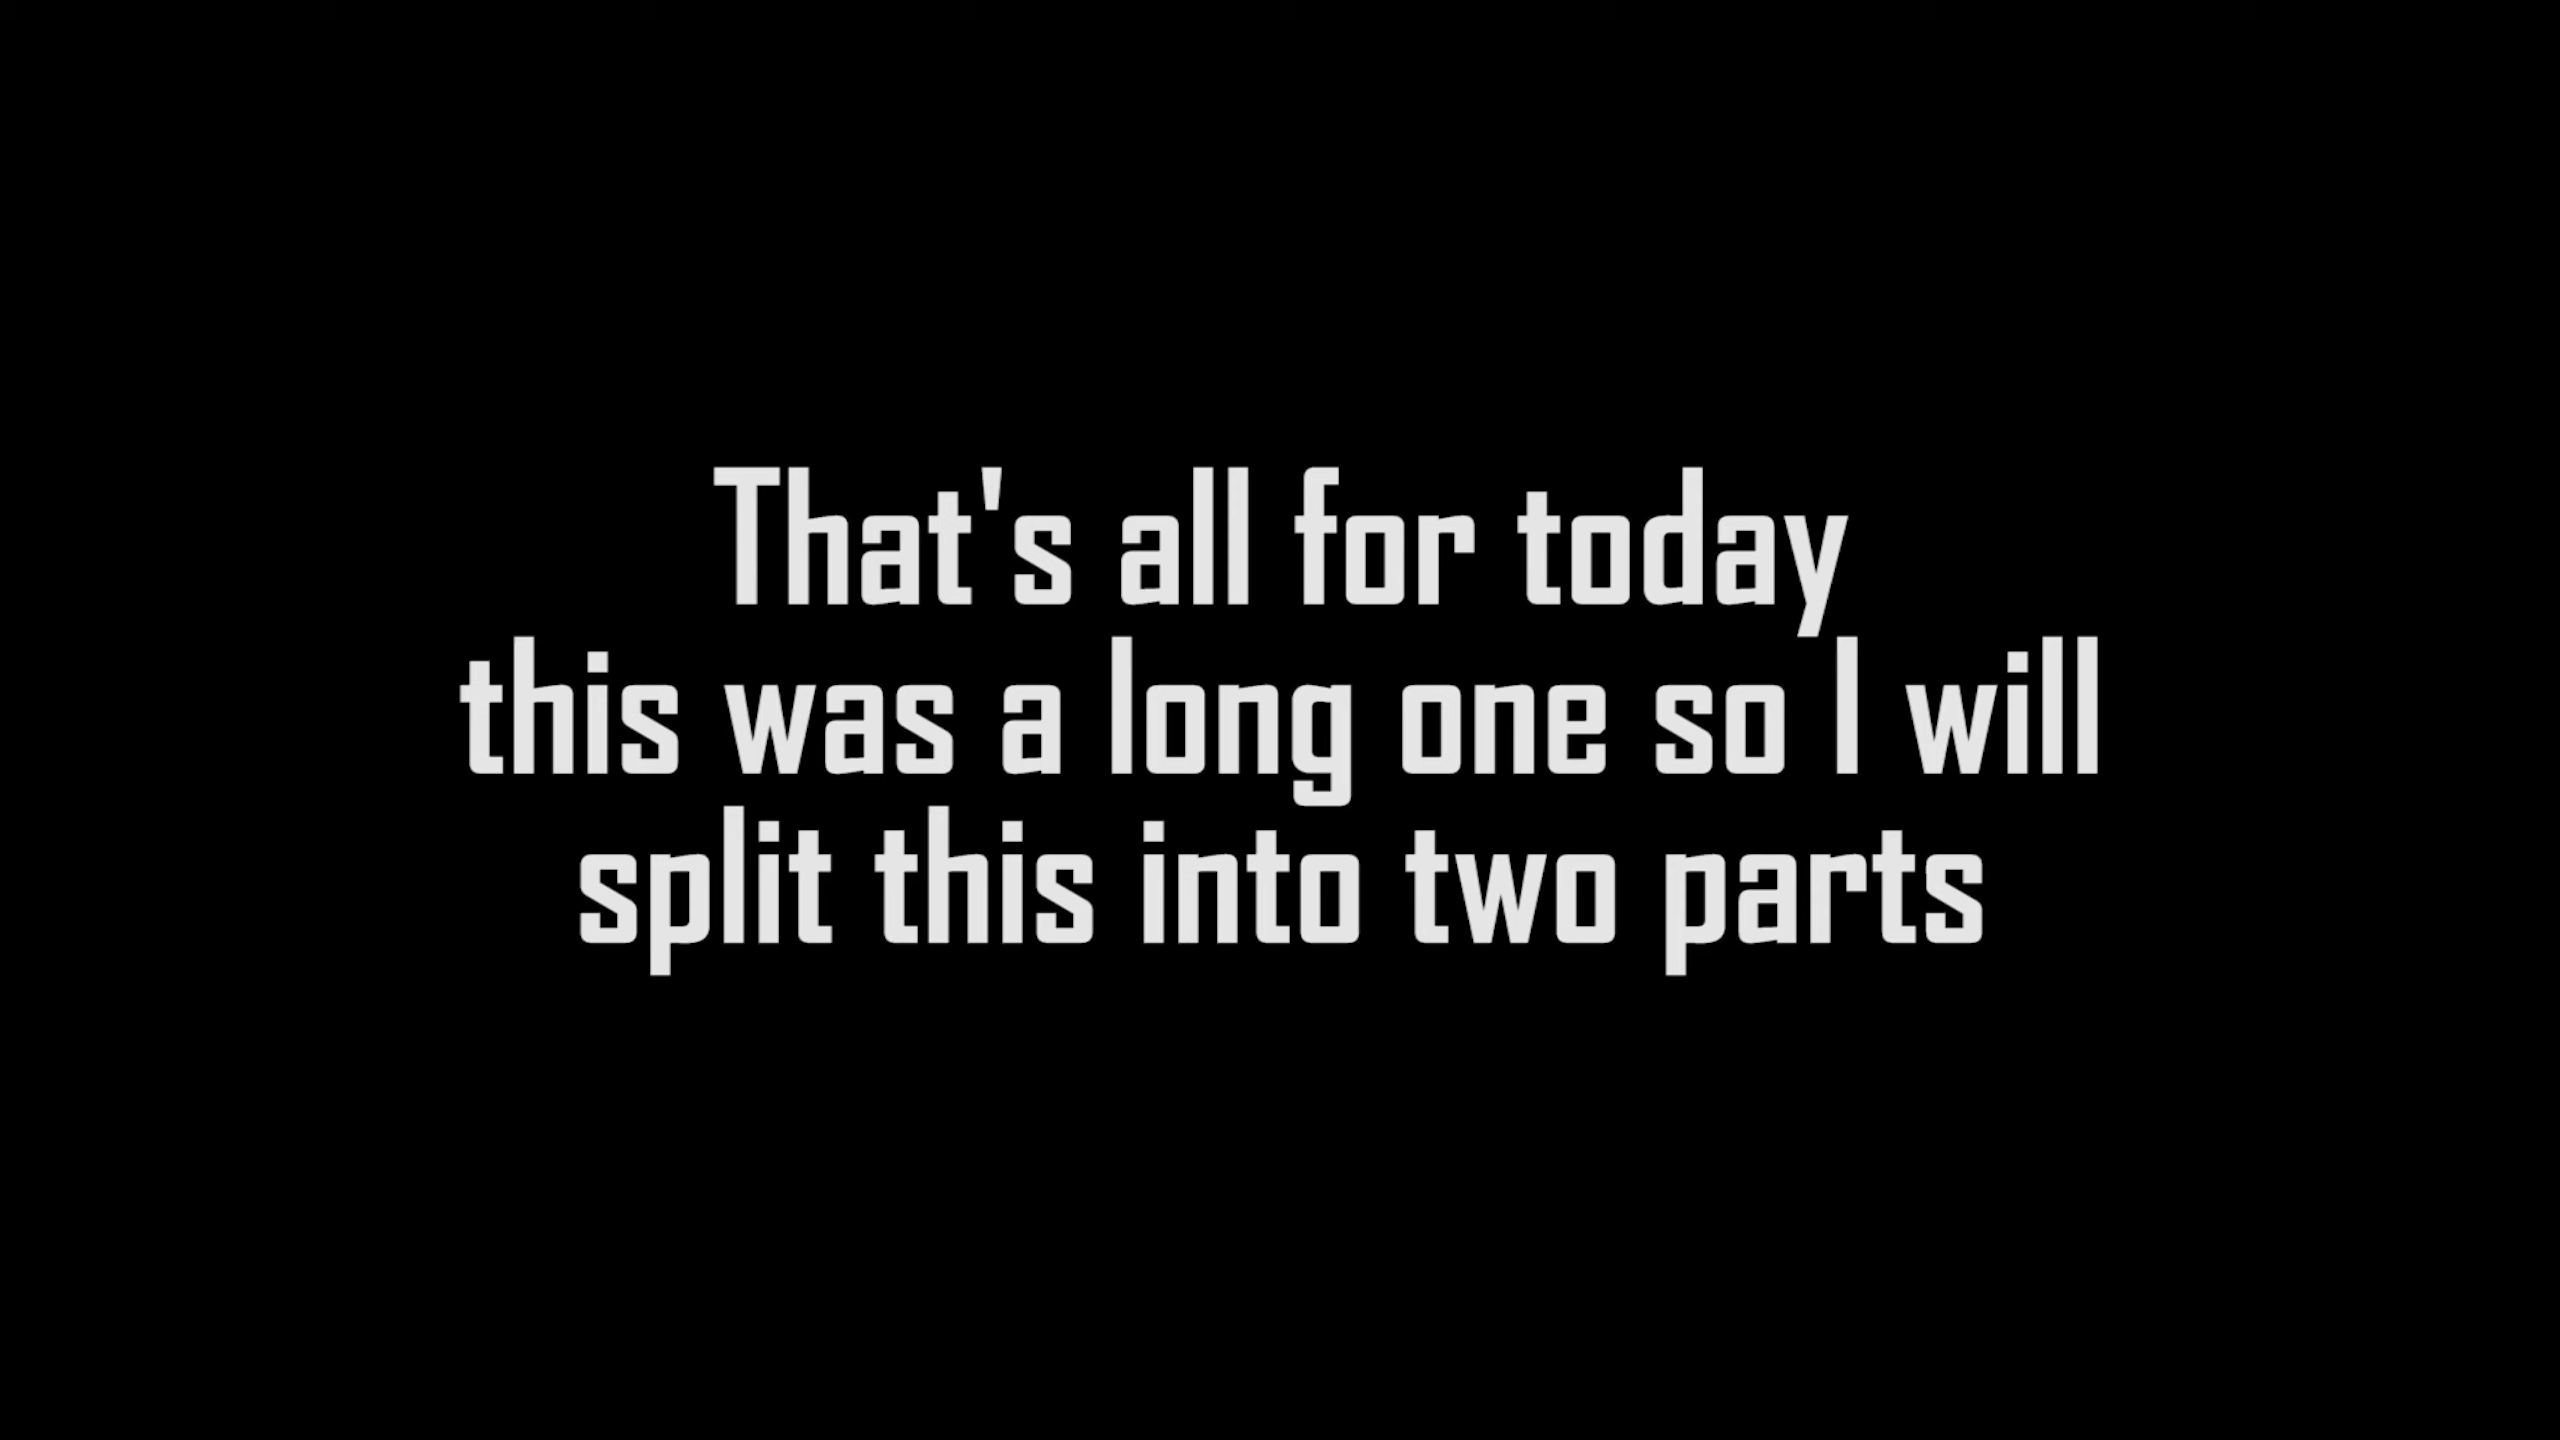 That's all for today
this was a long one so I will
split this into two parts